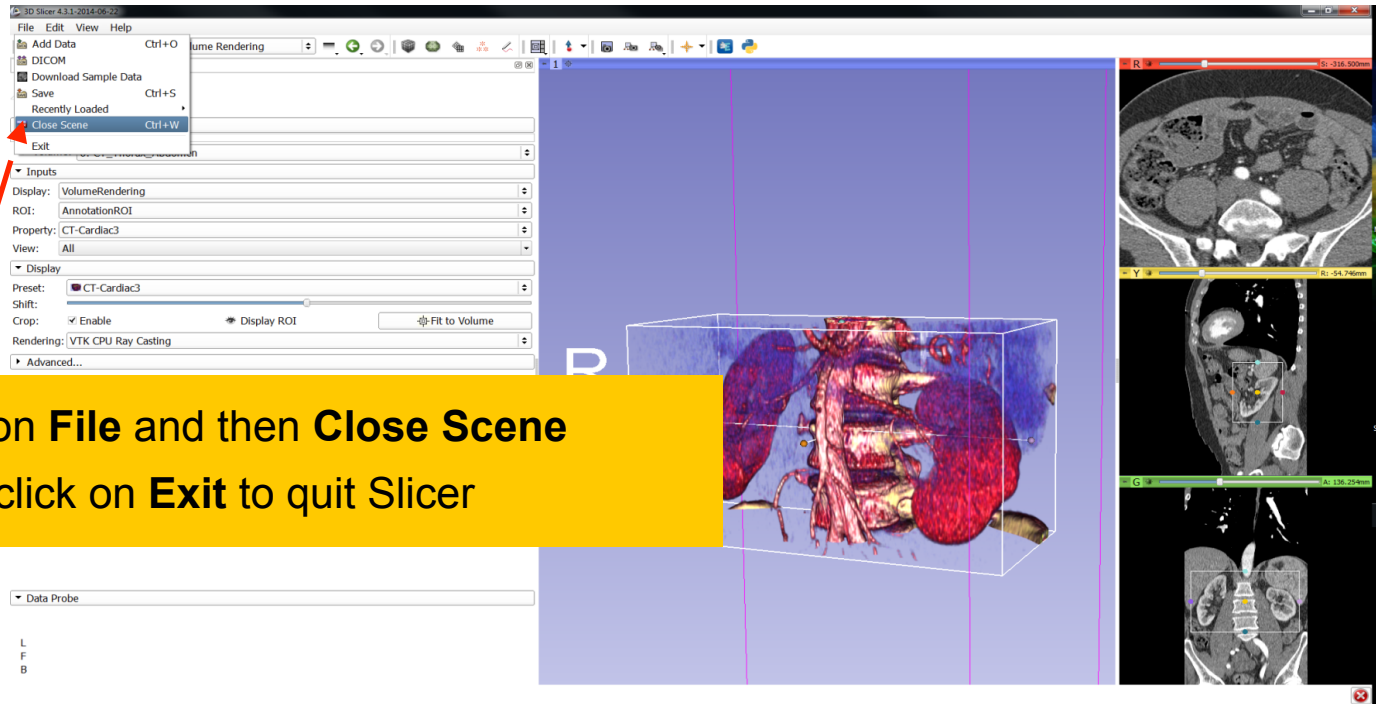 3D Slicer 4.3.1-2014-06-22
File Edit View Help
Add Data Ctrl+O
lume Rendering
DICOM
Download Sample Data
Save Ctrl+S
Recently Loaded
Close Scene Ctrl+W
Exit
Inputs
Display: VolumeRendering
ROI: AnnotationROI
Property: CT-Cardiac3
View: All
Display
Preset: CT-Cardiac3
Shift:
Crop: Enable Display ROI Fit to Volume
Rendering: VTK CPU Ray Casting
Advanced...
on File and then Close Scene
click on Exit to quit Slicer
Data Probe
L
F
B
1
R
R S: -316.500mm
Y R: -54.746mm
G A: 136.254mm